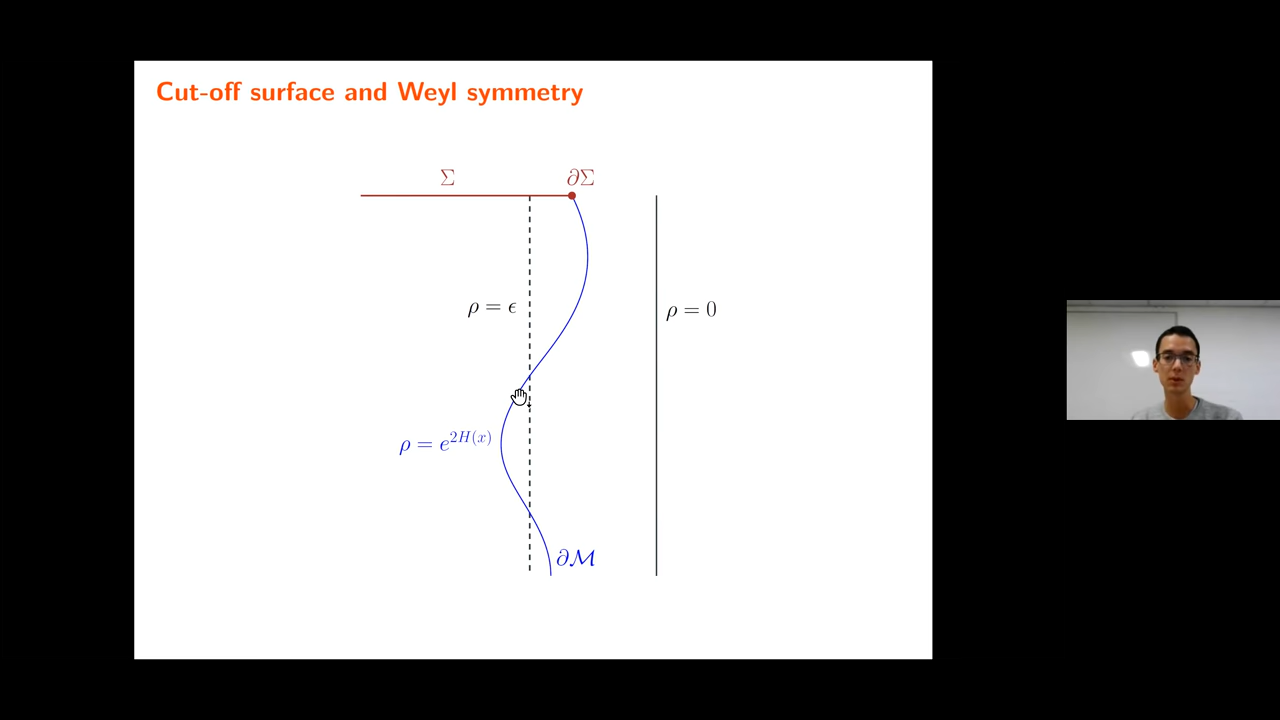 Cut-off surface and Weyl symmetry
Σ
∂Σ
ρ = ϵ
ρ = 0
ρ = e^{2H(x)}
∂ℳ